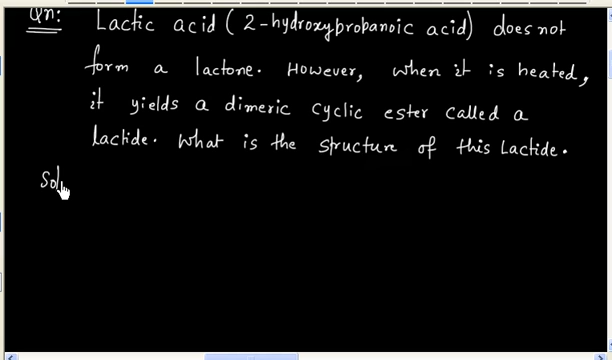 Qn: Lactic acid ( 2-hydroxypropanoic acid) does not
form a lactone. However, when it is heated,
it yields a dimeric cyclic ester called a
lactide. What is the structure of this Lactide.
Sol